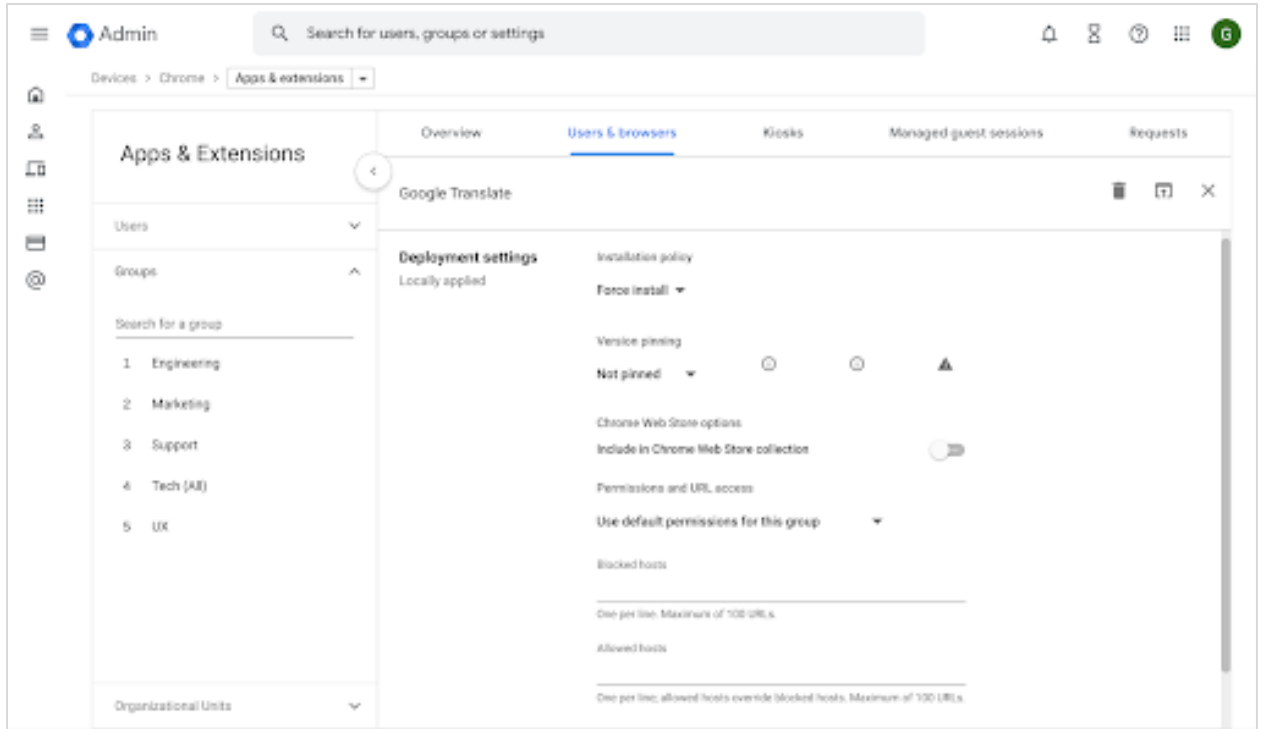 Admin
Search for users, groups or settings
G
Devices > Chrome > Apps & extensions
Apps & Extensions
Users
Groups
Search for a group
1 Engineering
2 Marketing
3 Support
4 Tech (All)
5 UX
Organizational Units
Overview Users & browsers Kiosks Managed guest sessions Requests
Google Translate
Deployment settings
Locally applied
Installation policy
Force install
Version pinning
Not pinned
Chrome Web Store options
Include in Chrome Web Store collection
Permissions and URL access
Use default permissions for this group
Blocked hosts
One per line. Maximum of 100 URLs.
Allowed hosts
One per line; allowed hosts override blocked hosts. Maximum of 100 URLs.